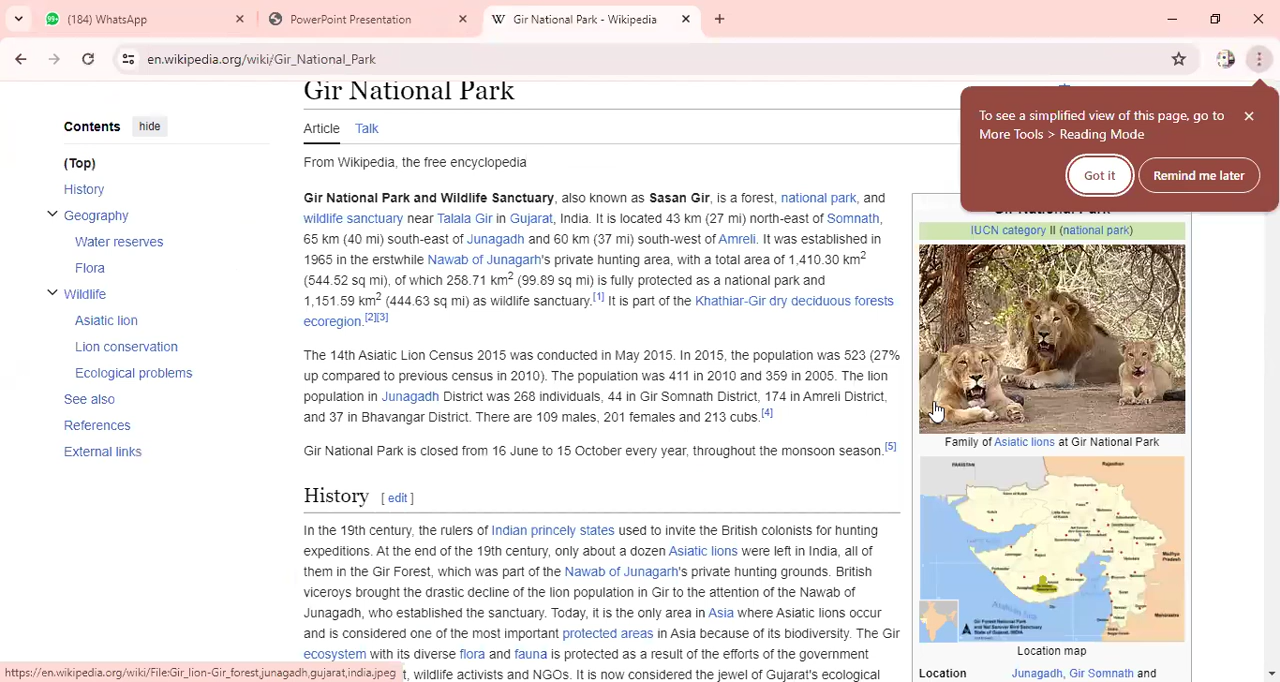 (184) WhatsApp
PowerPoint Presentation
Gir National Park - Wikipedia
en.wikipedia.org/wiki/Gir_National_Park
To see a simplified view of this page, go to
More Tools > Reading Mode
Got it
Remind me later
Contents hide
(Top)
History
Geography
Water reserves
Flora
Wildlife
Asiatic lion
Lion conservation
Ecological problems
See also
References
External links
Gir National Park
Article Talk
From Wikipedia, the free encyclopedia
Gir National Park and Wildlife Sanctuary, also known as Sasan Gir, is a forest, national park, and
wildlife sanctuary near Talala Gir in Gujarat, India. It is located 43 km (27 mi) north-east of Somnath,
65 km (40 mi) south-east of Junagadh and 60 km (37 mi) south-west of Amreli. It was established in
1965 in the erstwhile Nawab of Junagarh's private hunting area, with a total area of 1,410.30 km2
(544.52 sq mi), of which 258.71 km2 (99.89 sq mi) is fully protected as a national park and
1,151.59 km2 (444.63 sq mi) as wildlife sanctuary.[1] It is part of the Khathiar-Gir dry deciduous forests
ecoregion.[2][3]
The 14th Asiatic Lion Census 2015 was conducted in May 2015. In 2015, the population was 523 (27%
up compared to previous census in 2010). The population was 411 in 2010 and 359 in 2005. The lion
population in Junagadh District was 268 individuals, 44 in Gir Somnath District, 174 in Amreli District,
and 37 in Bhavangar District. There are 109 males, 201 females and 213 cubs.[4]
Gir National Park is closed from 16 June to 15 October every year, throughout the monsoon season.[5]
History [ edit ]
In the 19th century, the rulers of Indian princely states used to invite the British colonists for hunting
expeditions. At the end of the 19th century, only about a dozen Asiatic lions were left in India, all of
them in the Gir Forest, which was part of the Nawab of Junagarh's private hunting grounds. British
viceroys brought the drastic decline of the lion population in Gir to the attention of the Nawab of
Junagadh, who established the sanctuary. Today, it is the only area in Asia where Asiatic lions occur
and is considered one of the most important protected areas in Asia because of its biodiversity. The Gir
ecosystem with its diverse flora and fauna is protected as a result of the efforts of the government
wildlife activists and NGOs. It is now considered the jewel of Gujarat's ecological
Gir National Park
IUCN category II (national park)
Family of Asiatic lions at Gir National Park
PAKISTAN
Rajasthan
Madhya
Pradesh
Arabian Sea
Maharastra
Location map
Location Junagadh, Gir Somnath and
https://en.wikipedia.org/wiki/File:Gir_lion-Gir_forest,junagadh,gujarat,india.jpeg